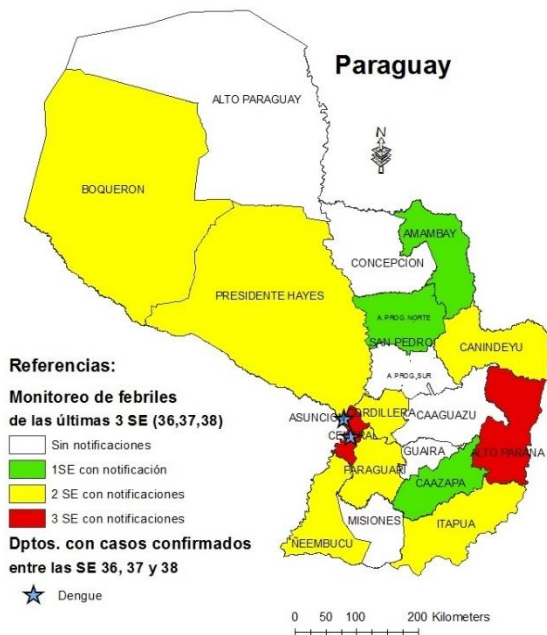 Paraguay
N
ALTO PARAGUAY
BOQUERON
AMAMBAY
CONCEPCION
PRESIDENTE HAYES
A. PROG. NORTE
SAN PEDRO
CANINDEYU
A. PROG. SUR
Referencias:
Monitoreo de febriles
de las últimas 3 SE (36,37,38)
Sin notificaciones
1SE con notificación
2 SE con notificaciones
3 SE con notificaciones
Dptos. con casos confirmados
entre las SE 36, 37 y 38
Dengue
ASUNCION
CORDILLERA
CAAGUAZU
CENTRAL
GUAIRA
ALTO PARANA
PARAGUARI
CAAZAPA
MISIONES
ITAPUA
ÑEEMBUCU
0 50 100 200 Kilometers